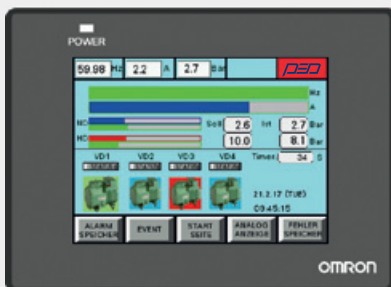 POWER
59.98 Hz 2.2 A 2.7 Bar
Hz
A
ND Soll 2.6 Ist 2.7 Bar
HD 10.0 8.1 Bar
VD1 VD2 VD3 VD4 Timer: 34 S
21.2.17 (TUE)
09:45:15
ALARM SPEICHER EVENT START SEITE ANALOG ANZEIGE FEHLER SPEICHER
OMRON